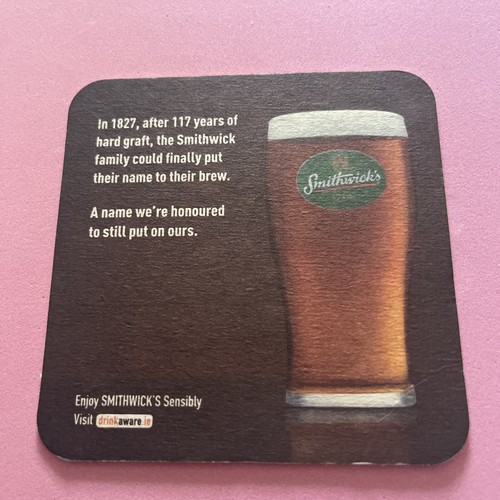 In 1827, after 117 years of
hard graft, the Smithwick
family could finally put
their name to their brew.
A name we're honoured
to still put on ours.
Smithwick's
Enjoy SMITHWICK'S Sensibly
Visit drinkaware.ie